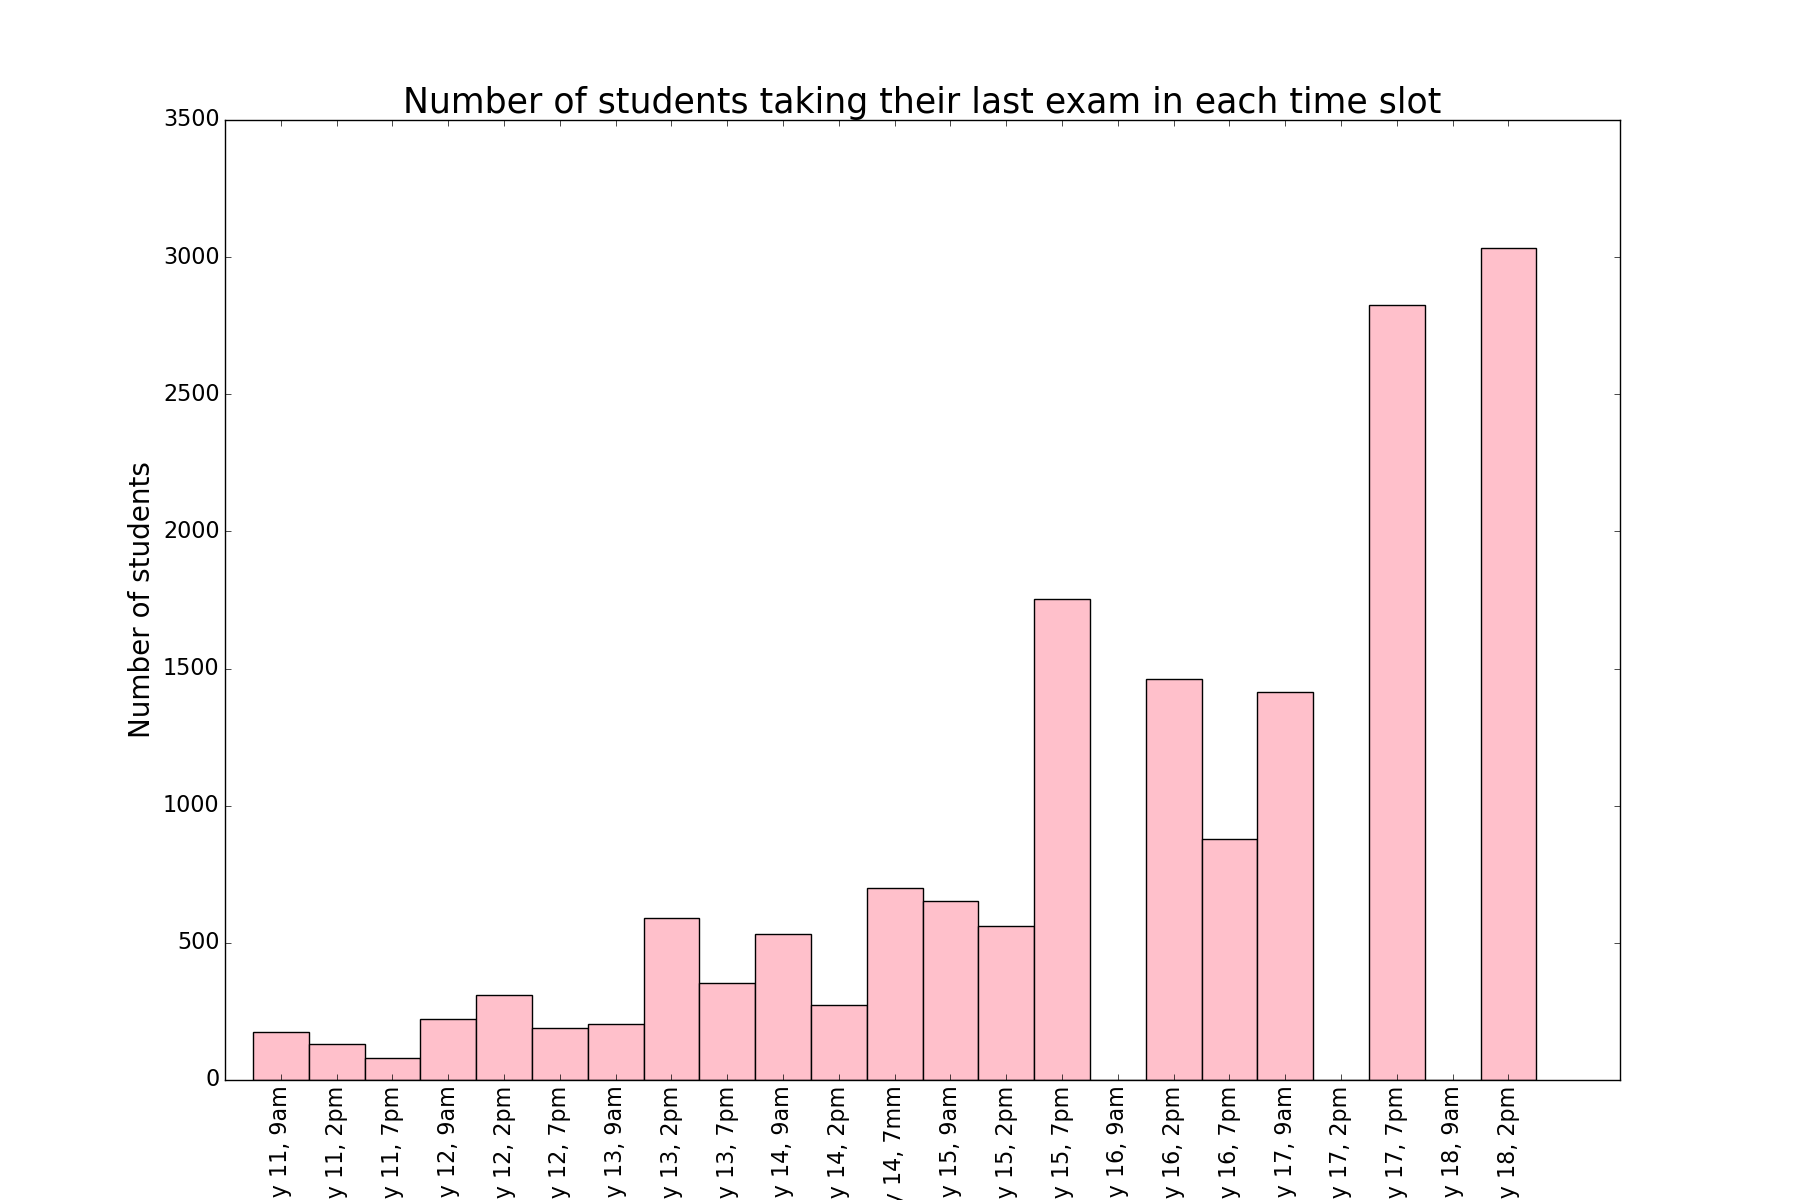 Number of students taking their last exam in each time slot
Number of students
3500
3000
2500
2000
1500
1000
500
0
y 11, 9am
y 11, 2pm
y 11, 7pm
y 12, 9am
y 12, 2pm
y 12, 7pm
y 13, 9am
y 13, 2pm
y 13, 7pm
y 14, 9am
y 14, 2pm
y 14, 7mm
y 15, 9am
y 15, 2pm
y 15, 7pm
y 16, 9am
y 16, 2pm
y 16, 7pm
y 17, 9am
y 17, 2pm
y 17, 7pm
y 18, 9am
y 18, 2pm